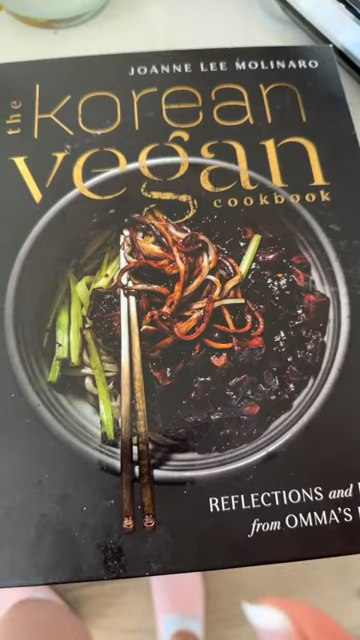 JOANNE LEE MOLINARO
the
korean
vegan
cookbook
REFLECTIONS and
from OMMA'S